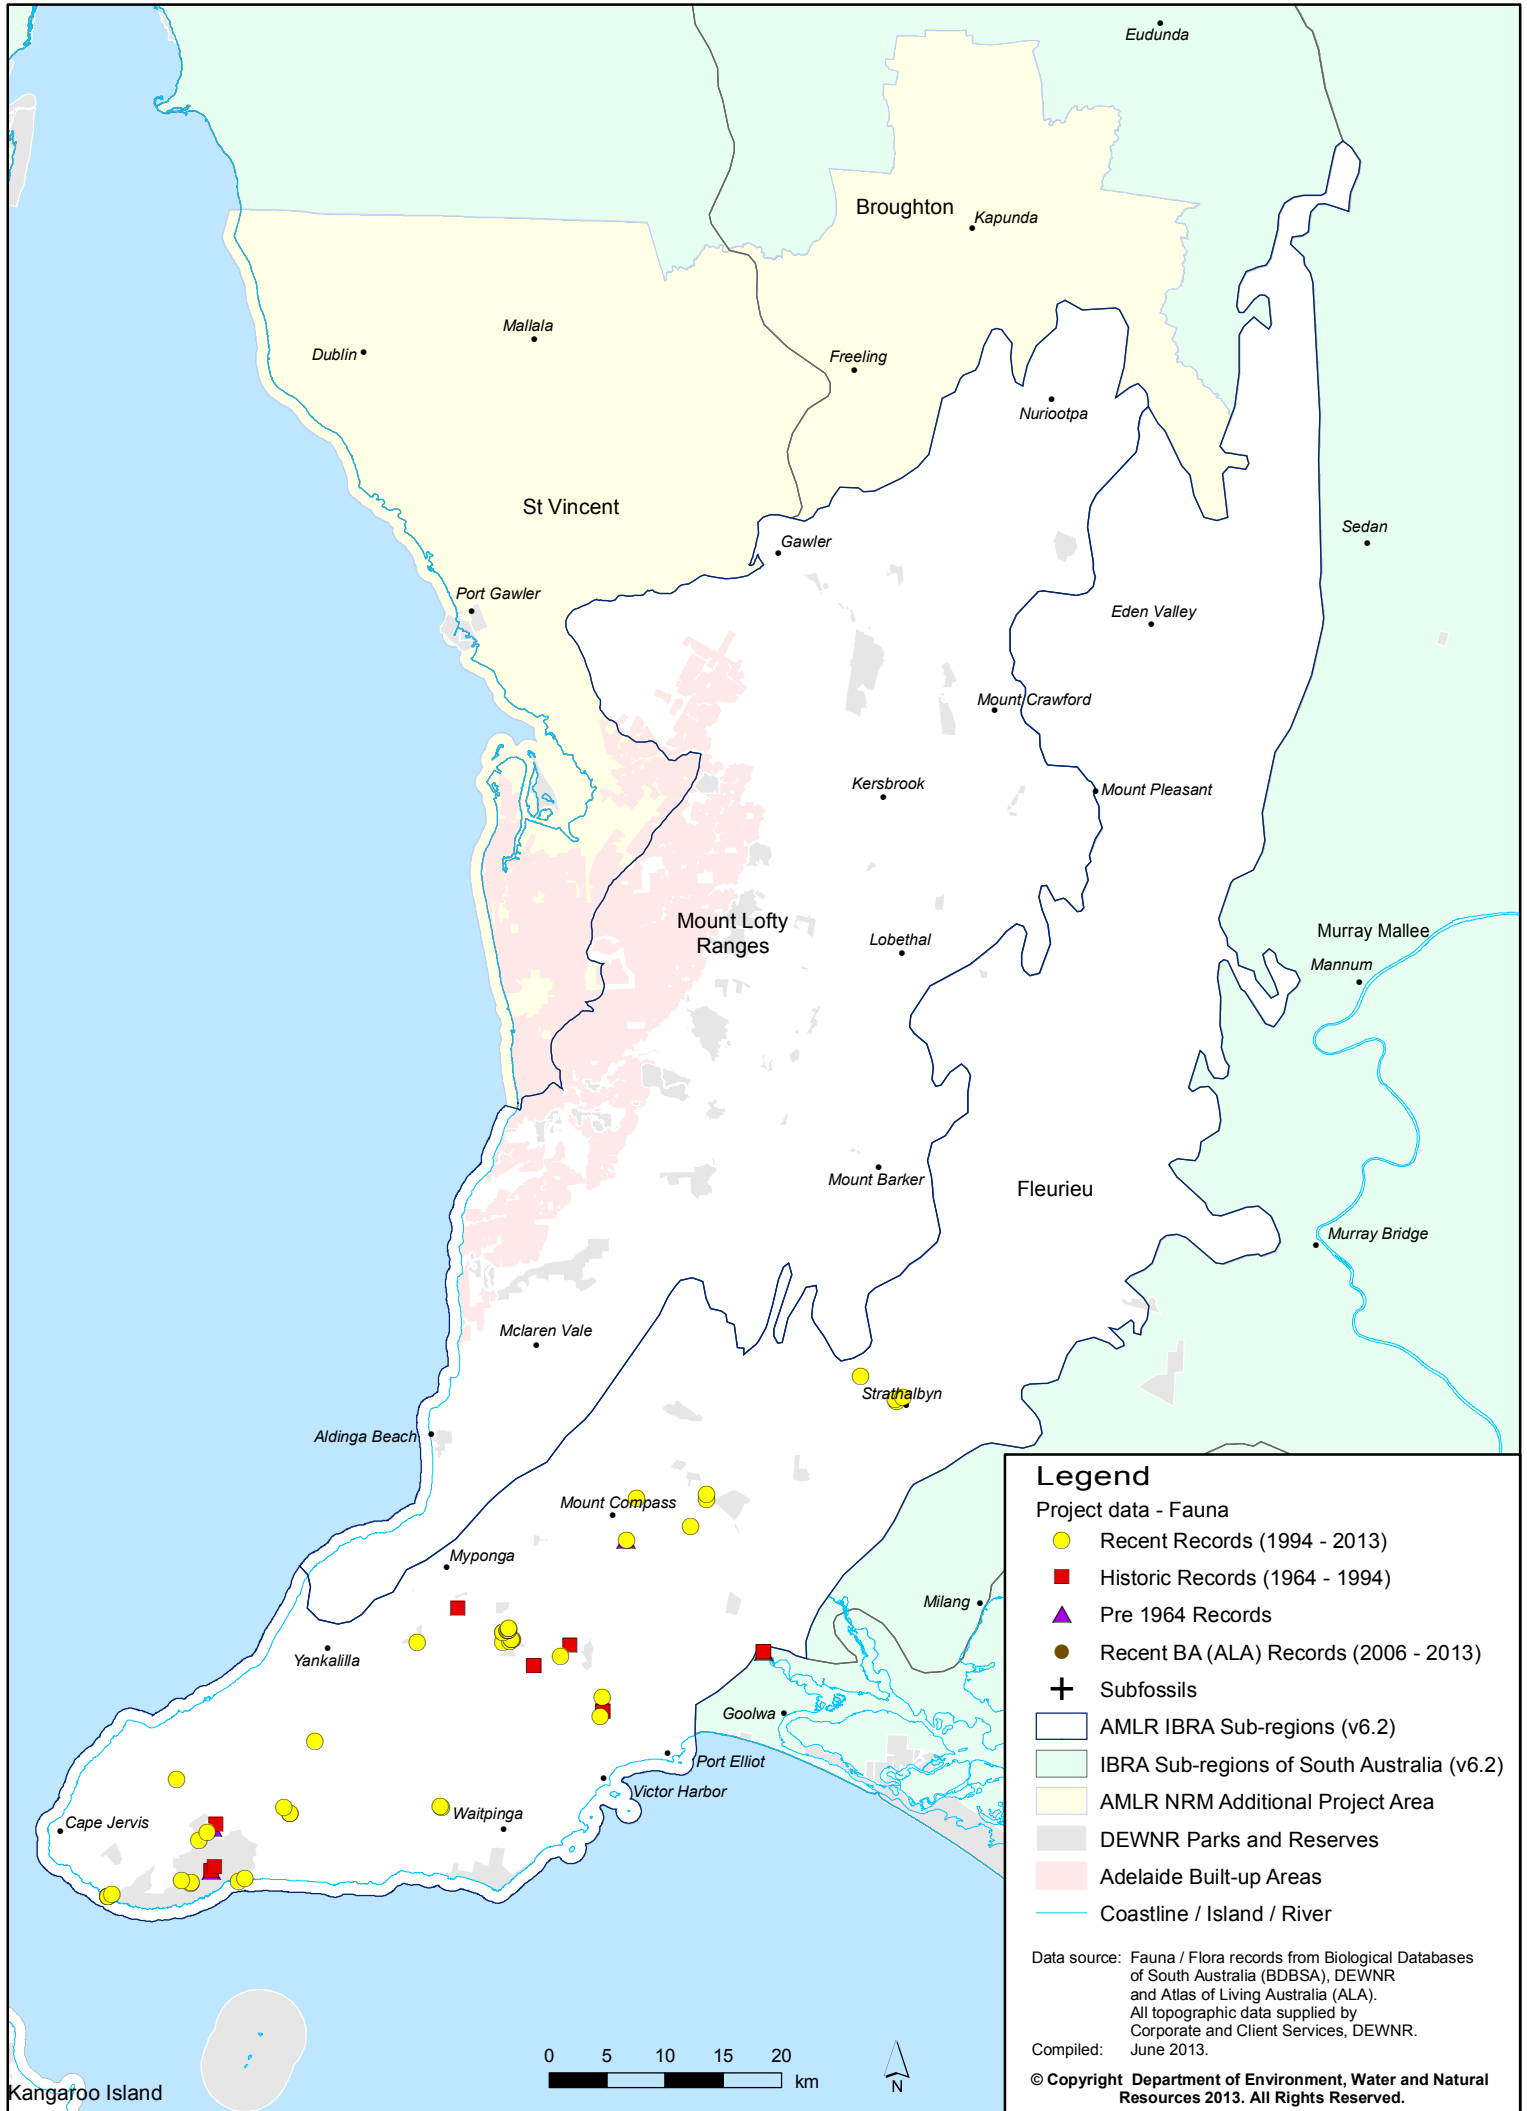 Eudunda
Broughton
Kapunda
Mallala
Dublin
Freeling
Nuriootpa
St Vincent
Sedan
Gawler
Port Gawler
Eden Valley
Mount Crawford
Kersbrook
Mount Pleasant
Mount Lofty
Ranges
Lobethal
Murray Mallee
Mannum
Mount Barker
Fleurieu
Murray Bridge
Mclaren Vale
Strathalbyn
Aldinga Beach
Mount Compass
Myponga
Milang
Yankalilla
Goolwa
Port Elliot
Victor Harbor
Waitpinga
Cape Jervis
Kangaroo Island
0 5 10 15 20
km
N
Legend
Project data - Fauna
Recent Records (1994 - 2013)
Historic Records (1964 - 1994)
Pre 1964 Records
Recent BA (ALA) Records (2006 - 2013)
Subfossils
AMLR IBRA Sub-regions (v6.2)
IBRA Sub-regions of South Australia (v6.2)
AMLR NRM Additional Project Area
DEWNR Parks and Reserves
Adelaide Built-up Areas
Coastline / Island / River
Data source: Fauna / Flora records from Biological Databases
of South Australia (BDBSA), DEWNR
and Atlas of Living Australia (ALA).
All topographic data supplied by
Corporate and Client Services, DEWNR.
Compiled: June 2013.
© Copyright Department of Environment, Water and Natural
Resources 2013. All Rights Reserved.